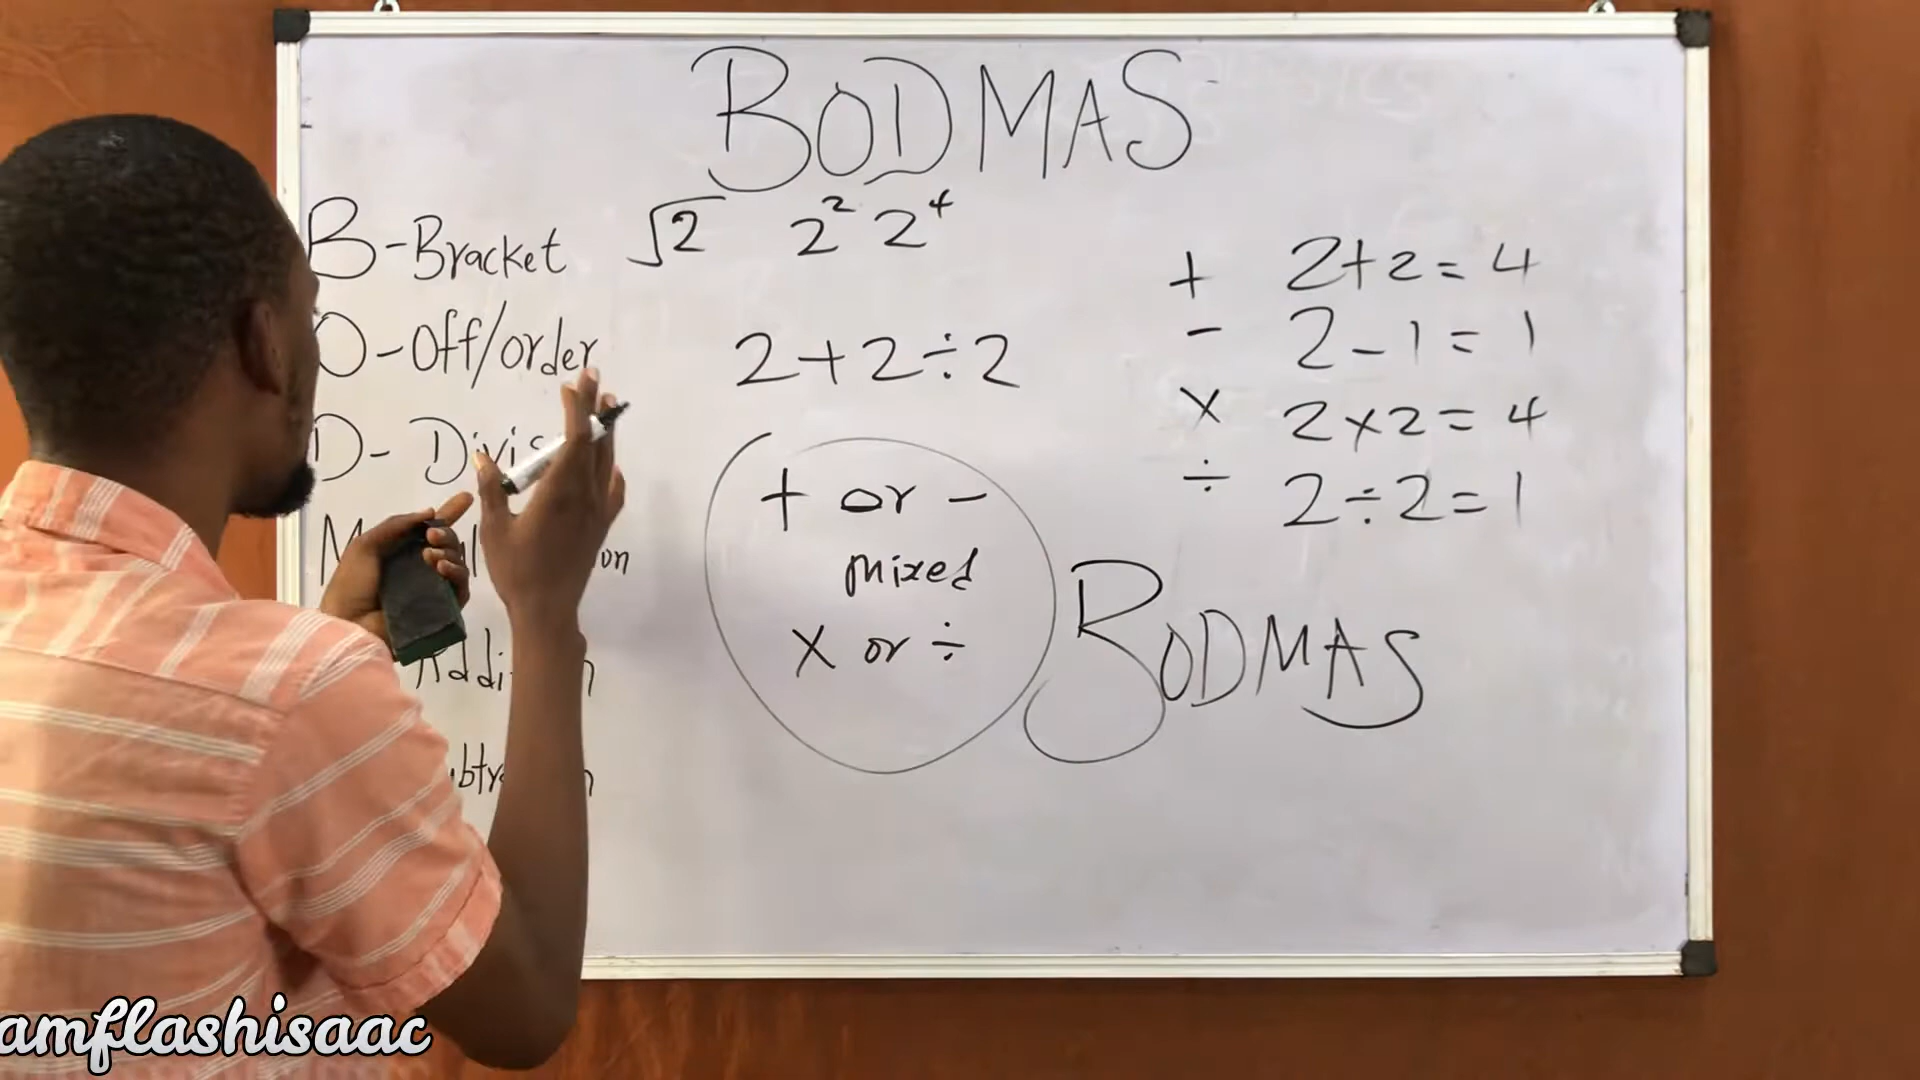 BODMAS
B-Bracket √2 2² 2⁴
O-Off/order
D-
2+2÷2
+ or -
mixed
x or ÷
+ 2+2=4
- 2-1=1
x 2x2=4
÷ 2÷2=1
BODMAS
amflashisaac